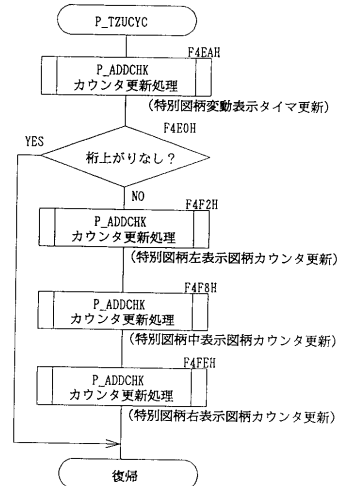 P_TZUCYC
F4EAH
P_ADDCHK
カウンタ更新処理
(特別図柄変動表示タイマ更新)
F4E0H
YES
桁上がりなし?
NO
F4F2H
P_ADDCHK
カウンタ更新処理
(特別図柄左表示図柄カウンタ更新)
F4F8H
P_ADDCHK
カウンタ更新処理
(特別図柄中表示図柄カウンタ更新)
F4FEH
P_ADDCHK
カウンタ更新処理
(特別図柄右表示図柄カウンタ更新)
復帰